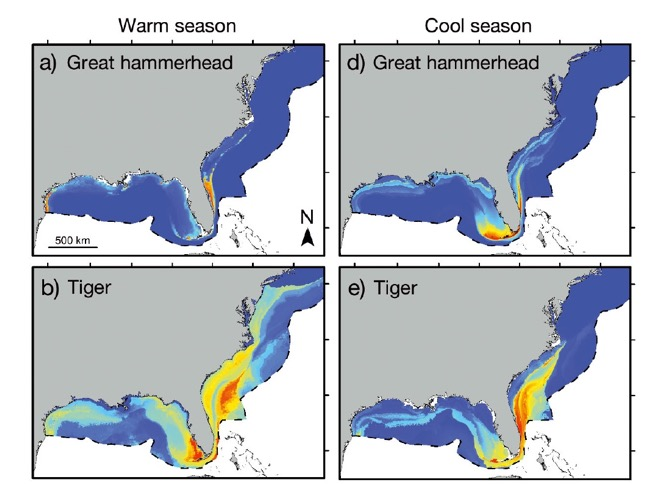 Warm season
Cool season
a) Great hammerhead
d) Great hammerhead
N
500 km
b) Tiger
e) Tiger